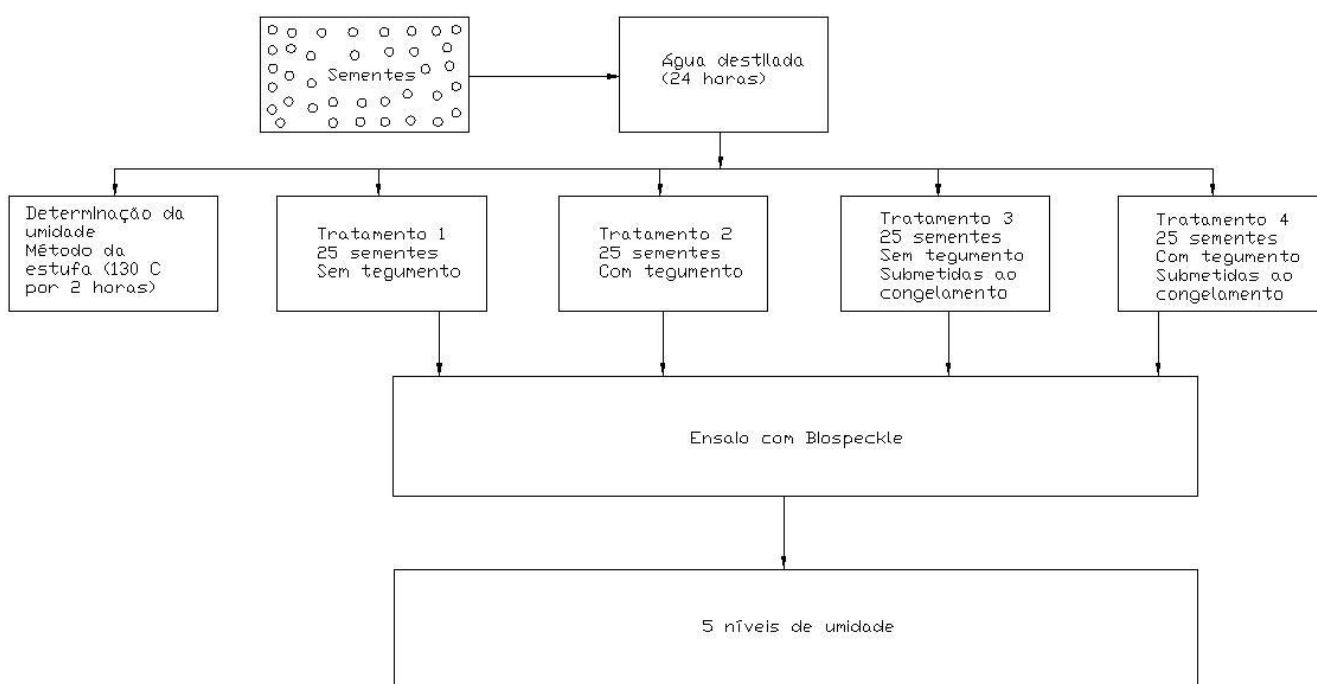 Sementes
Água destilada
(24 horas)
Determinação da
umidade
Método da
estufa (130 C
por 2 horas)
Tratamento 1
25 sementes
Sem tegumento
Tratamento 2
25 sementes
Com tegumento
Tratamento 3
25 sementes
Sem tegumento
Submetidas ao
congelamento
Tratamento 4
25 sementes
Com tegumento
Submetidas ao
congelamento
Ensaio com Biospeckle
5 níveis de umidade